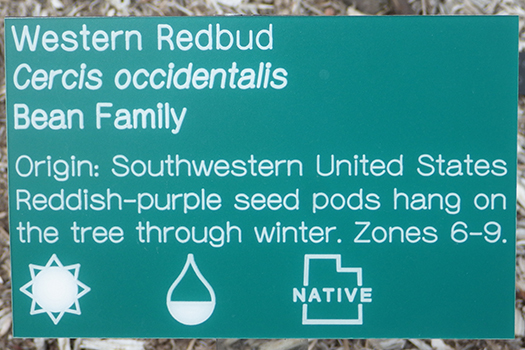 Western Redbud
Cercis occidentalis
Bean Family
Origin: Southwestern United States
Reddish-purple seed pods hang on
the tree through winter. Zones 6-9.
NATIVE